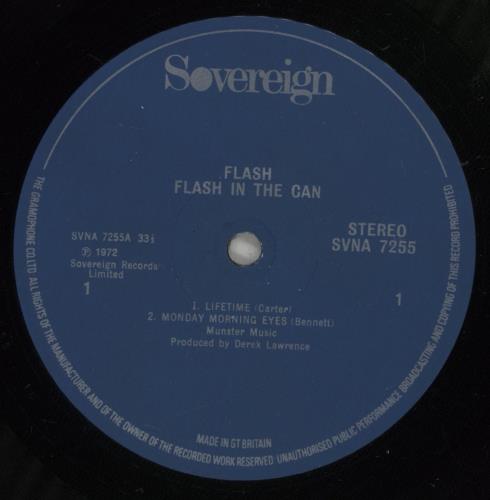 Sovereign
FLASH
FLASH IN THE CAN
SVNA 7255A 33⅓
℗ 1972
Sovereign Records
Limited
1
STEREO
SVNA 7255
1
1. LIFETIME (Carter)
2. MONDAY MORNING EYES (Bennett)
Munster Music
Produced by Derek Lawrence
MADE IN GT BRITAIN
THE GRAMOPHONE CO. LTD ALL RIGHTS OF THE MANUFACTURER AND OF THE OWNER OF THE RECORDED WORK RESERVED UNAUTHORISED PUBLIC PERFORMANCE BROADCASTING AND COPYING OF THIS RECORD PROHIBITED